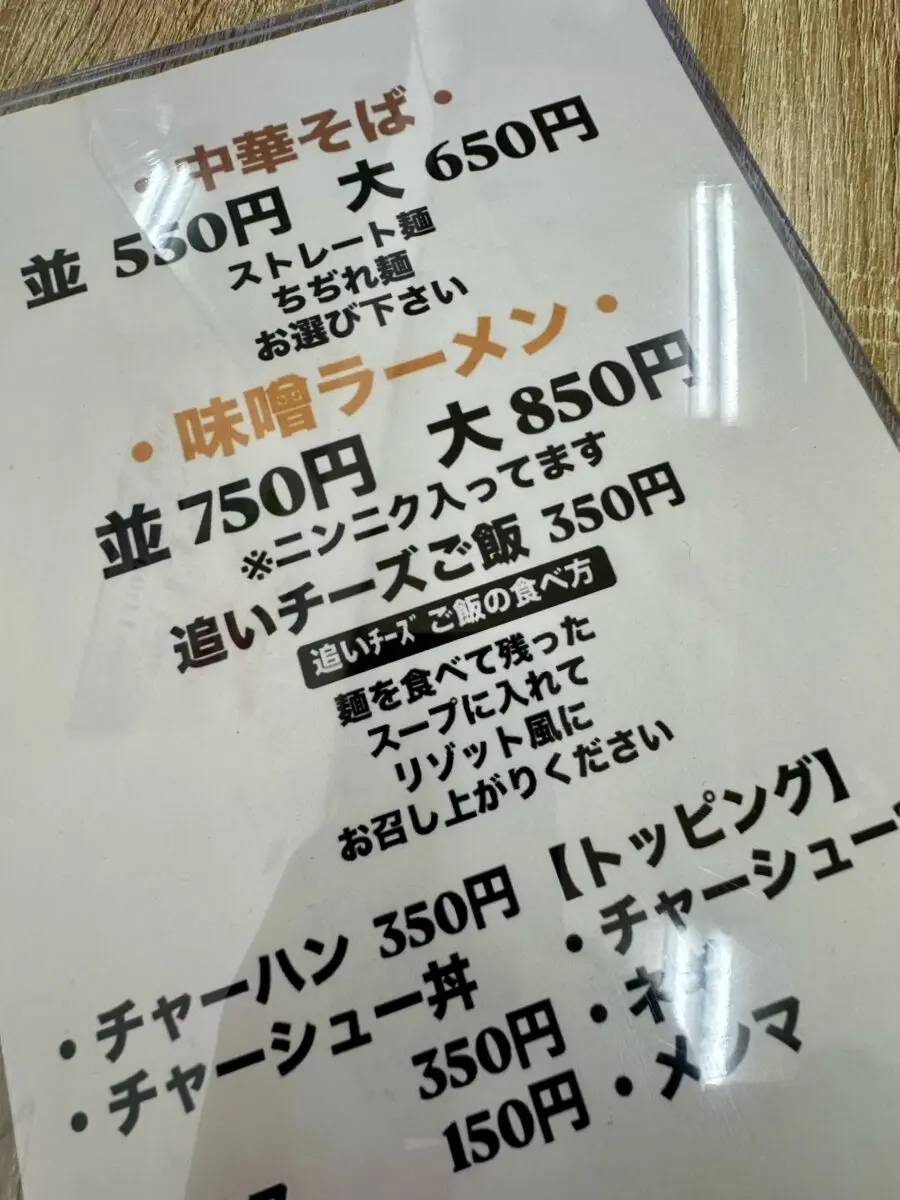 ・中華そば・
並 550円 大 650円
ストレート麺
ちぢれ麺
お選び下さい
・味噌ラーメン・
並 750円 大 850円
※ニンニク入ってます
追いチーズご飯 350円
追いチーズ ご飯の食べ方
麺を食べて残った
スープに入れて
リゾット風に
お召し上がりください
・チャーハン 350円
・チャーシュー丼
350円
150円
【トッピング】
・チャーシュー
・ネギ
・メンマ